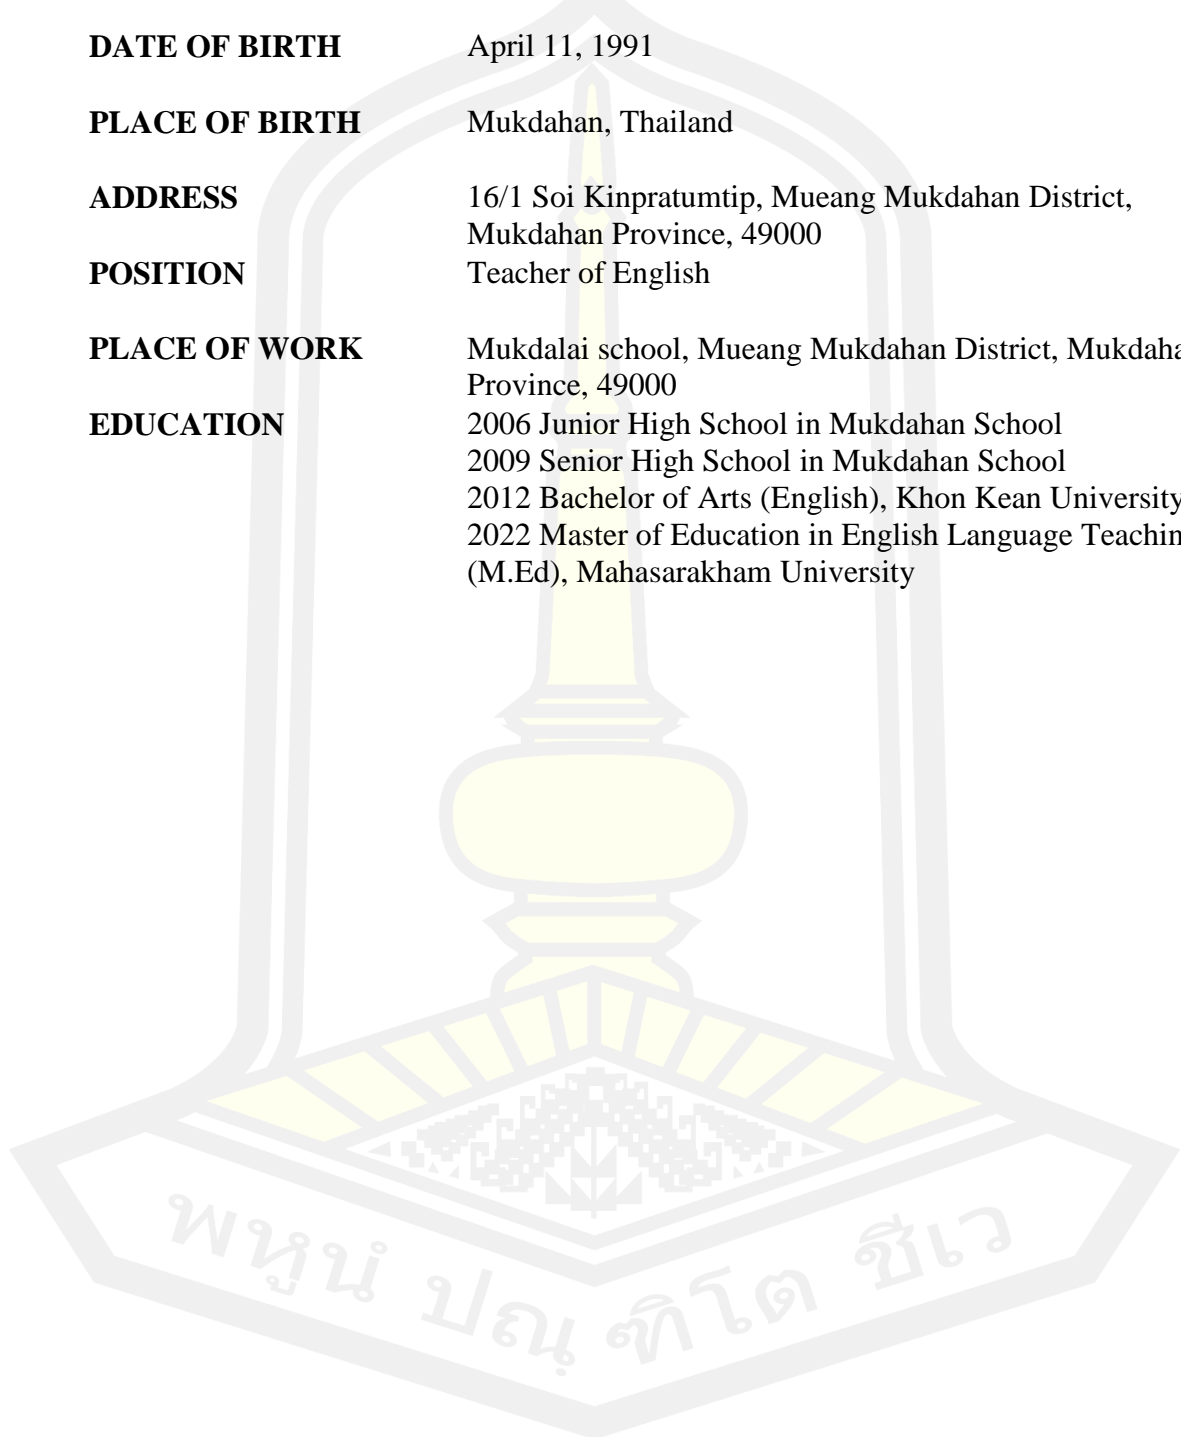 DATE OF BIRTH April 11, 1991
PLACE OF BIRTH Mukdahan, Thailand
ADDRESS 16/1 Soi Kinpratumtip, Mueang Mukdahan District,
Mukdahan Province, 49000
POSITION Teacher of English
PLACE OF WORK Mukdalai school, Mueang Mukdahan District, Mukdaha
Province, 49000
EDUCATION 2006 Junior High School in Mukdahan School
2009 Senior High School in Mukdahan School
2012 Bachelor of Arts (English), Khon Kean University
2022 Master of Education in English Language Teachin
(M.Ed), Mahasarakham University
พหูนํ ปณฺฑิโต ชีเว